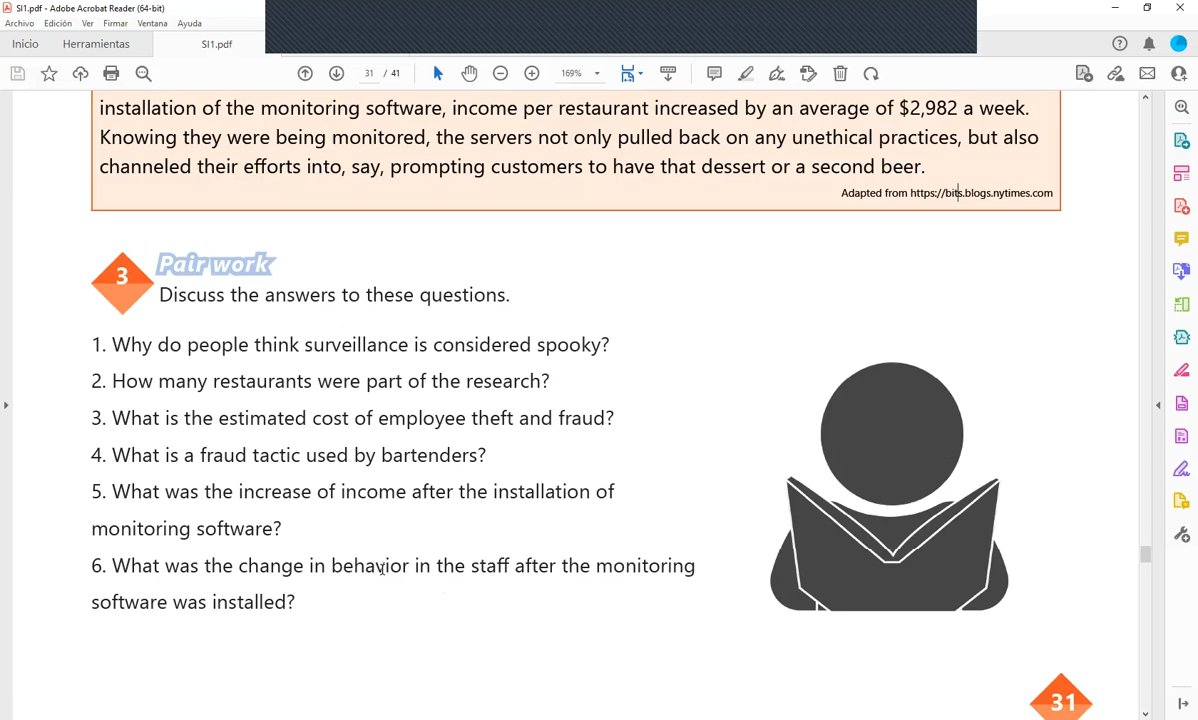 SI1.pdf - Adobe Acrobat Reader (64-bit)
Archivo Edición Ver Firmar Ventana Ayuda
Inicio Herramientas SI1.pdf
31 / 41 169%
installation of the monitoring software, income per restaurant increased by an average of $2,982 a week.
Knowing they were being monitored, the servers not only pulled back on any unethical practices, but also
channeled their efforts into, say, prompting customers to have that dessert or a second beer.
Adapted from https://bits.blogs.nytimes.com
3 Pair work
Discuss the answers to these questions.
1. Why do people think surveillance is considered spooky?
2. How many restaurants were part of the research?
3. What is the estimated cost of employee theft and fraud?
4. What is a fraud tactic used by bartenders?
5. What was the increase of income after the installation of
monitoring software?
6. What was the change in behavior in the staff after the monitoring
software was installed?
31